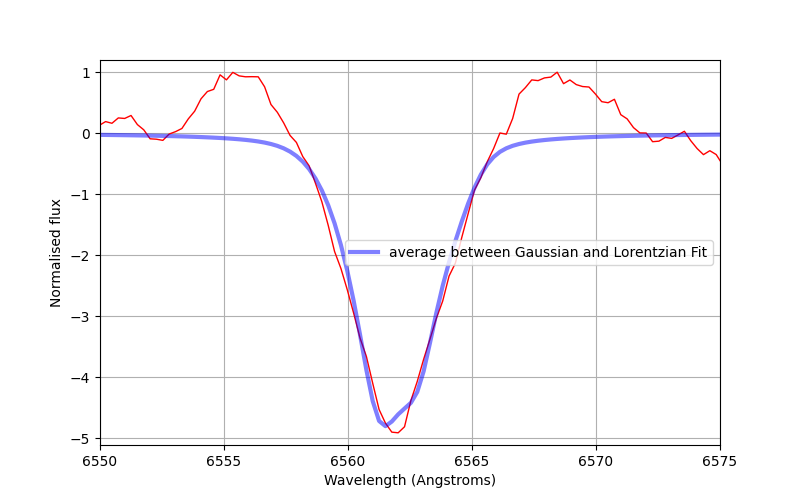 1
0
−1
−2
−3
−4
−5
Normalised flux
average between Gaussian and Lorentzian Fit
6550 6555 6560 6565 6570 6575
Wavelength (Angstroms)